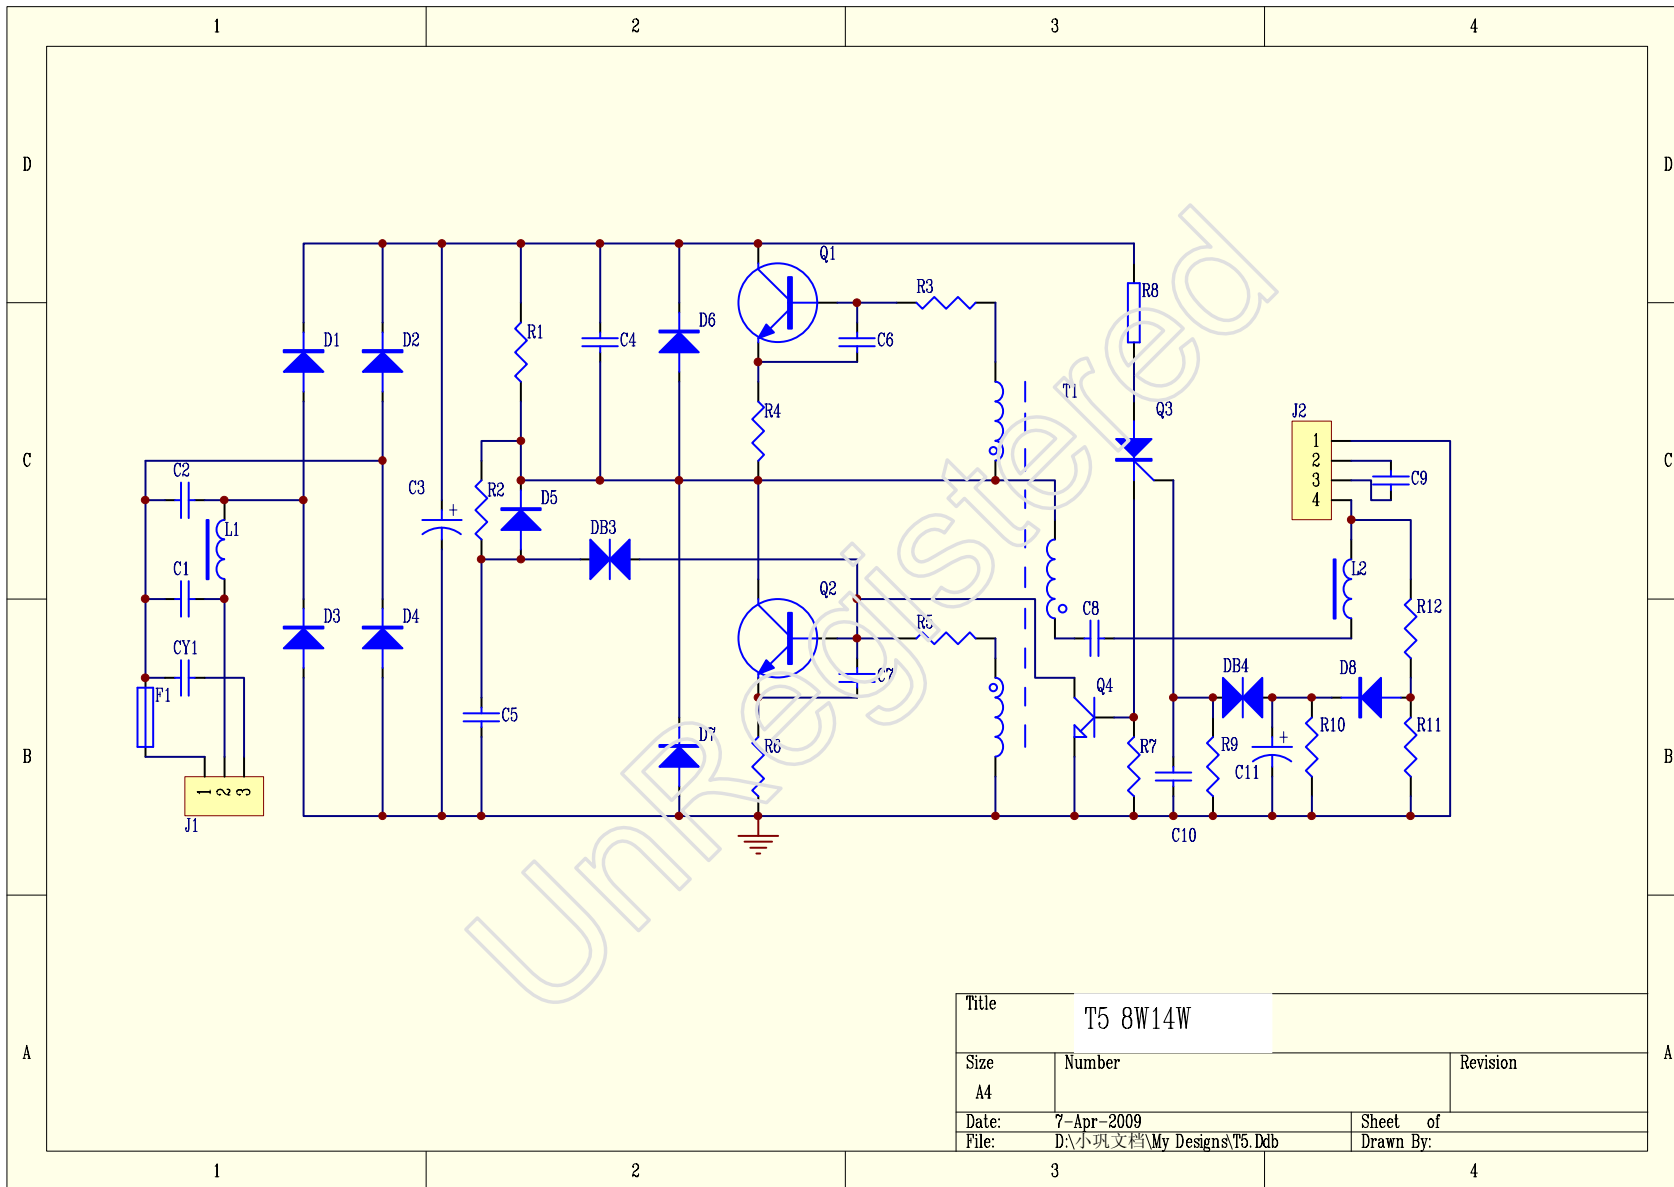 1 2 3 4
D D
Q1
R3
R8
D1 D2 R1 C4 D6 C6
T1
R4 Q3 J2
1
2
3
4
C C
C2 C3 R2 D5 C9
L1 DB3
C1 Q2 L2
D3 D4 C8 R12
R5
CY1 DB4 D8
F1 C7 Q4
C5 D7 R6 R7 R9 R10 R11
B B
C11
1 2 3
J1 C10
UnRegistered
Title T5 8W14W
Size Number Revision
A4
A A
Date: 7-Apr-2009 Sheet of
File: D:\小巩文档\My Designs\T5.Ddb Drawn By:
1 2 3 4